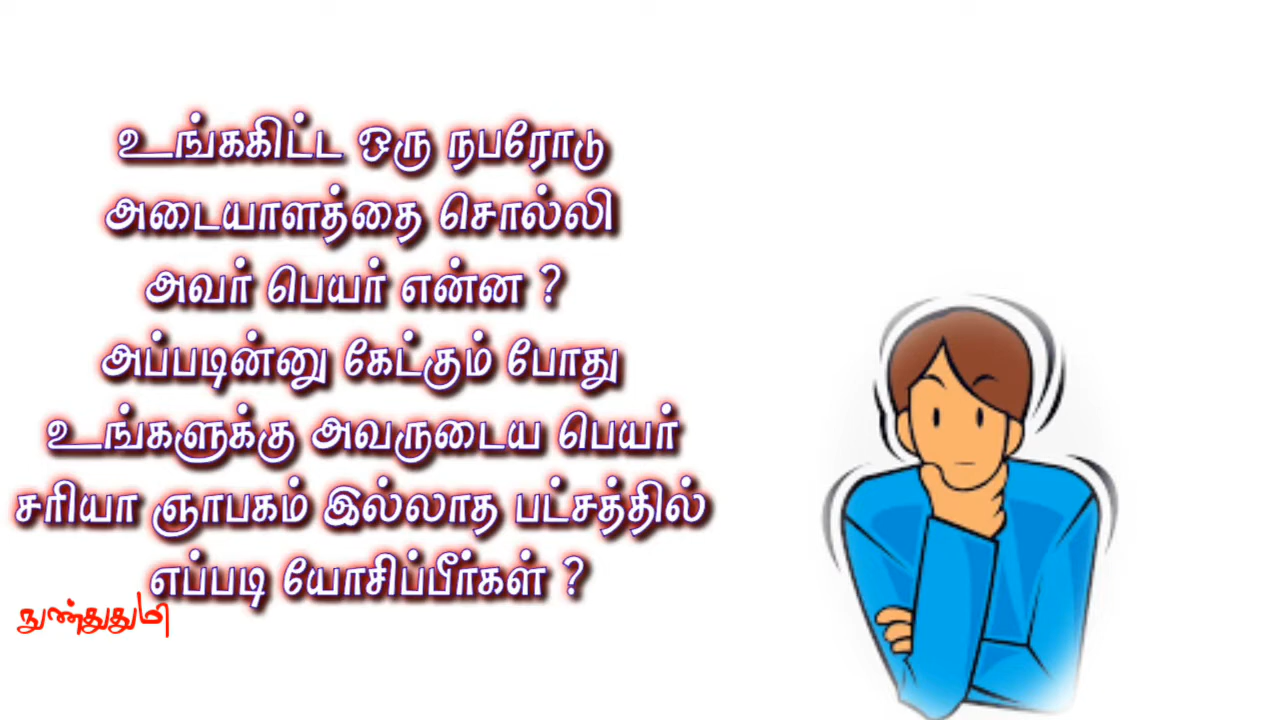 உங்ககிட்ட ஒரு நபரோடு
அடையாளத்தை சொல்லி
அவர் பெயர் என்ன ?
அப்படின்னு கேட்கும் போது
உங்களுக்கு அவருடைய பெயர்
சரியா ஞாபகம் இல்லாத பட்சத்தில்
எப்படி யோசிப்பீர்கள் ?
நுண்துதுமி